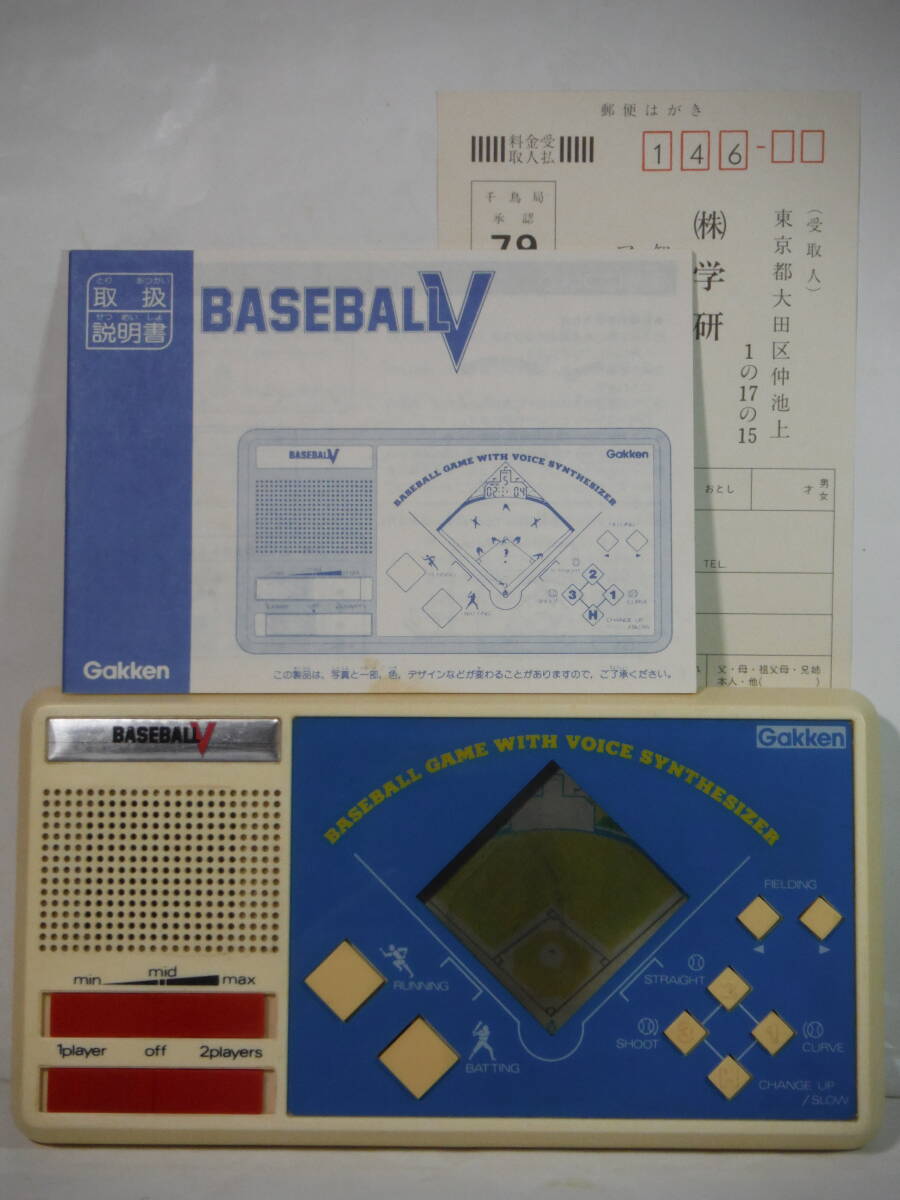 郵便はがき
料金受
取人払
146-
千鳥局
承認
79
(受取人)
東京都大田区仲池上
1の17の15
㈱学研
おとし
才
男
女
TEL.
父・母・祖父母・兄姉
本人・他( )
とり あつかい
取扱
せつ めい しょ
説明書
BASEBALL V
BASEBALL V
Gakken
BASEBALL GAME WITH VOICE SYNTHESIZER
RUNNING
BATTING
2
3
1
H
CURVE
CHANGE UP
/SLOW
Gakken
この製品は、写真と一部、色、デザインなどが変わることがありますので、ご了承ください。
BASEBALL V
Gakken
BASEBALL GAME WITH VOICE SYNTHESIZER
min mid max
1player off 2players
RUNNING
BATTING
FIELDING
STRAIGHT
SHOOT
CURVE
CHANGE UP
/SLOW